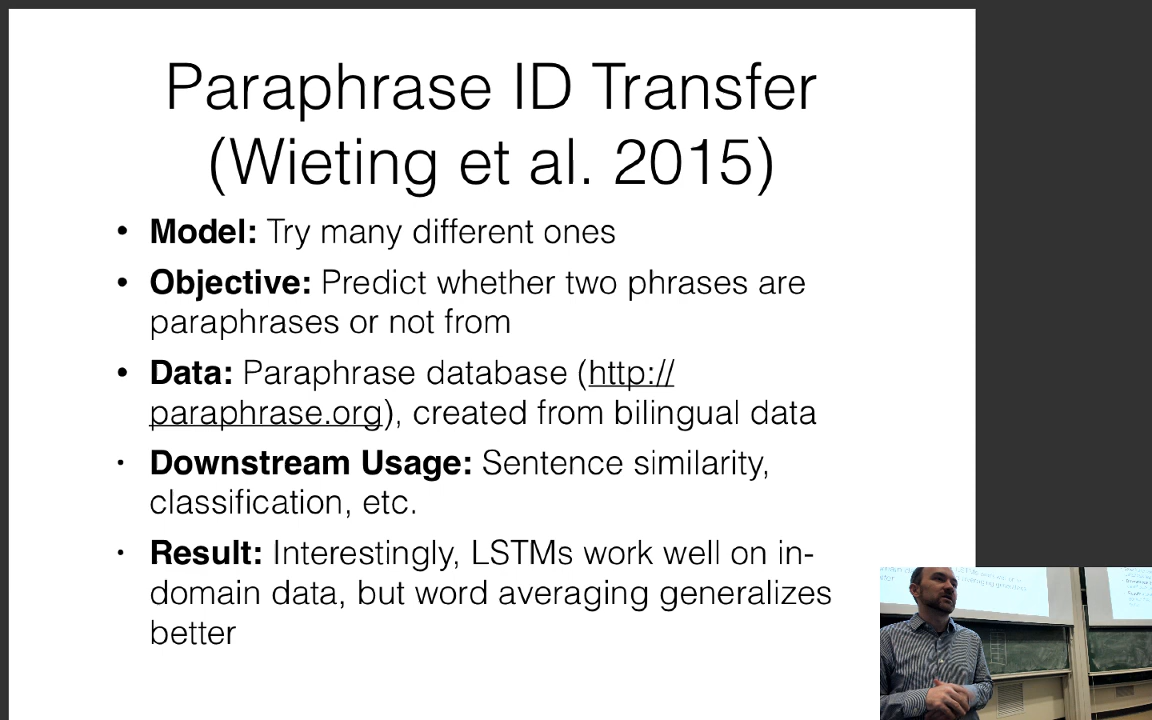 Paraphrase ID Transfer
(Wieting et al. 2015)
• Model: Try many different ones
• Objective: Predict whether two phrases are
paraphrases or not from
• Data: Paraphrase database (http://
paraphrase.org), created from bilingual data
• Downstream Usage: Sentence similarity,
classification, etc.
• Result: Interestingly, LSTMs work well on in-
domain data, but word averaging generalizes
better